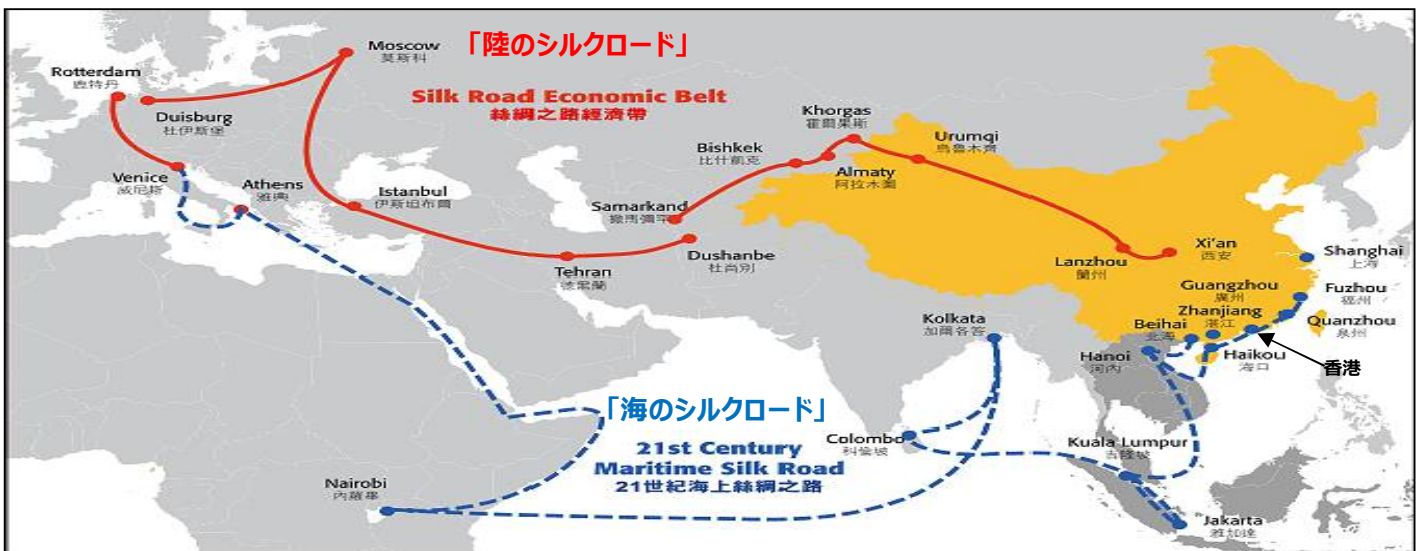 「陸のシルクロード」
Silk Road Economic Belt
絲綢之路經濟帶
Moscow
莫斯科
Rotterdam
鹿特丹
Duisburg
杜伊斯堡
Venice
威尼斯
Athens
雅典
Istanbul
伊斯坦布爾
Samarkand
撒馬爾罕
Bishkek
比什凱克
Khorgas
霍爾果斯
Almaty
阿拉木圖
Urumqi
烏魯木齊
Tehran
德黑蘭
Dushanbe
杜尚別
Lanzhou
蘭州
Xi'an
西安
Shanghai
上海
Guangzhou
廣州
Fuzhou
福州
Zhanjiang
湛江
Quanzhou
泉州
Beihai
北海
Haikou
海口
香港
Hanoi
河內
Kolkata
加爾各答
「海のシルクロード」
21st Century
Maritime Silk Road
21世紀海上絲綢之路
Colombo
科倫坡
Kuala Lumpur
吉隆坡
Nairobi
內羅畢
Jakarta
雅加達